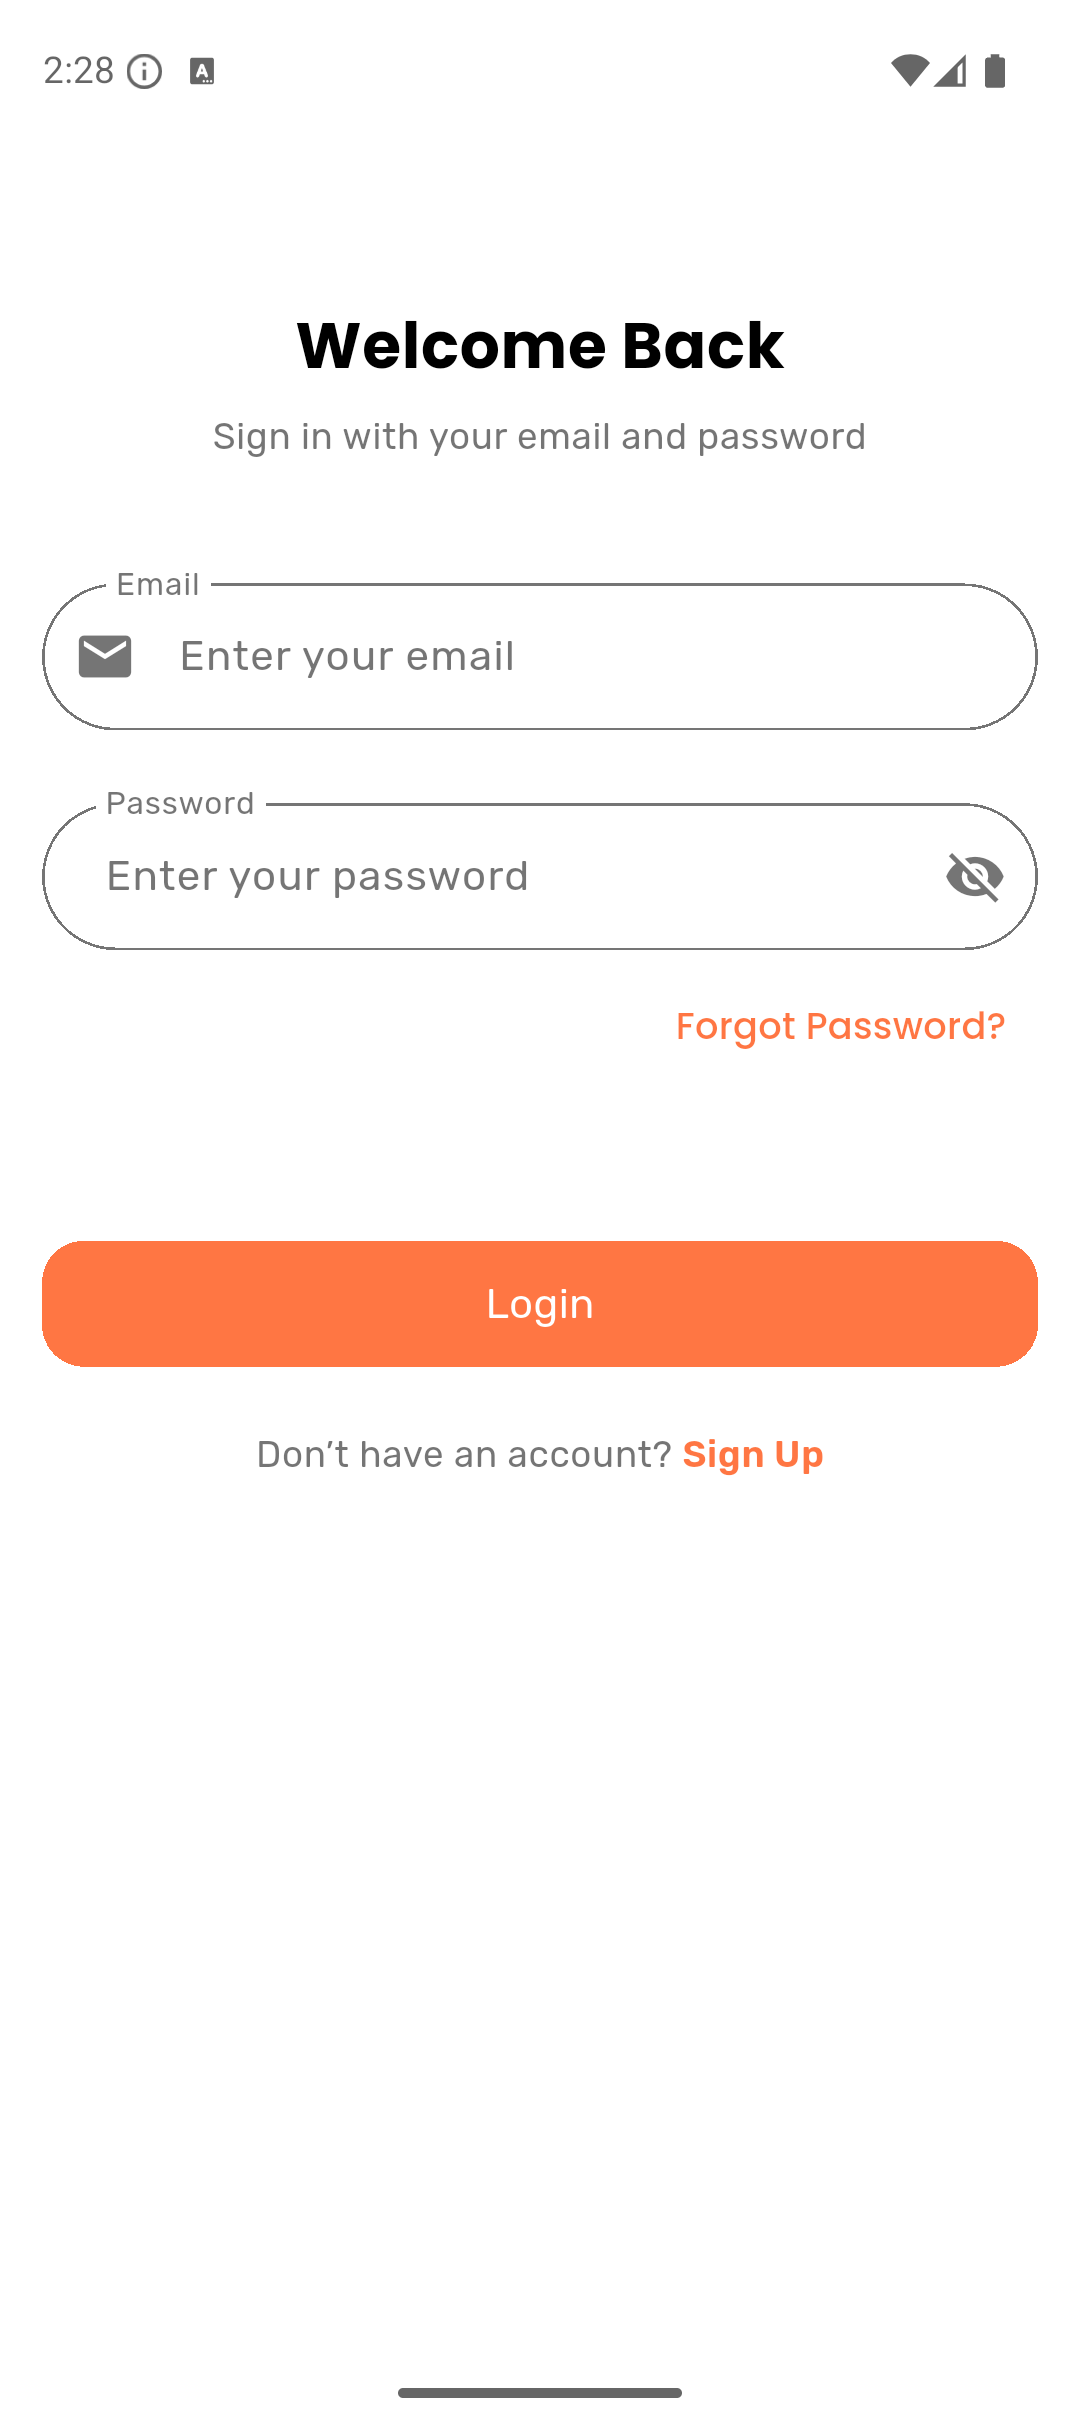 2:28
Welcome Back
Sign in with your email and password
Email
Enter your email
Password
Enter your password
Forgot Password?
Login
Don’t have an account? Sign Up